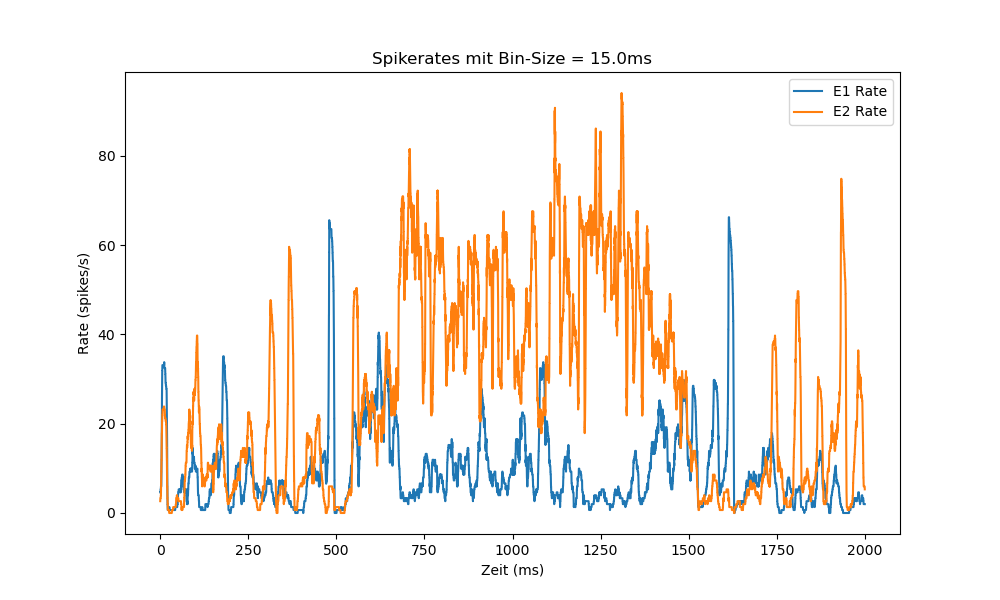 Spikerates mit Bin-Size = 15.0ms
E1 Rate
E2 Rate
Rate (spikes/s)
80
60
40
20
0
0 250 500 750 1000 1250 1500 1750 2000
Zeit (ms)